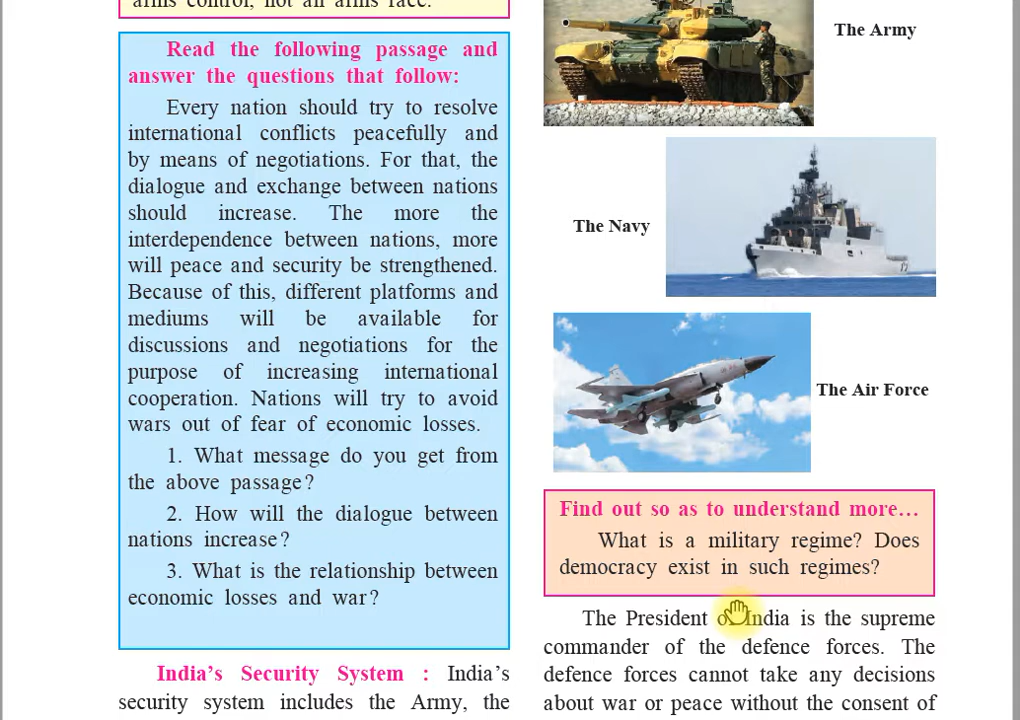 arms control, not an arms race.
Read the following passage and
answer the questions that follow:
Every nation should try to resolve
international conflicts peacefully and
by means of negotiations. For that, the
dialogue and exchange between nations
should increase. The more the
interdependence between nations, more
will peace and security be strengthened.
Because of this, different platforms and
mediums will be available for
discussions and negotiations for the
purpose of increasing international
cooperation. Nations will try to avoid
wars out of fear of economic losses.
1. What message do you get from
the above passage?
2. How will the dialogue between
nations increase?
3. What is the relationship between
economic losses and war?
India's Security System : India's
security system includes the Army, the
The Army
The Navy
The Air Force
Find out so as to understand more...
What is a military regime? Does
democracy exist in such regimes?
The President of India is the supreme
commander of the defence forces. The
defence forces cannot take any decisions
about war or peace without the consent of